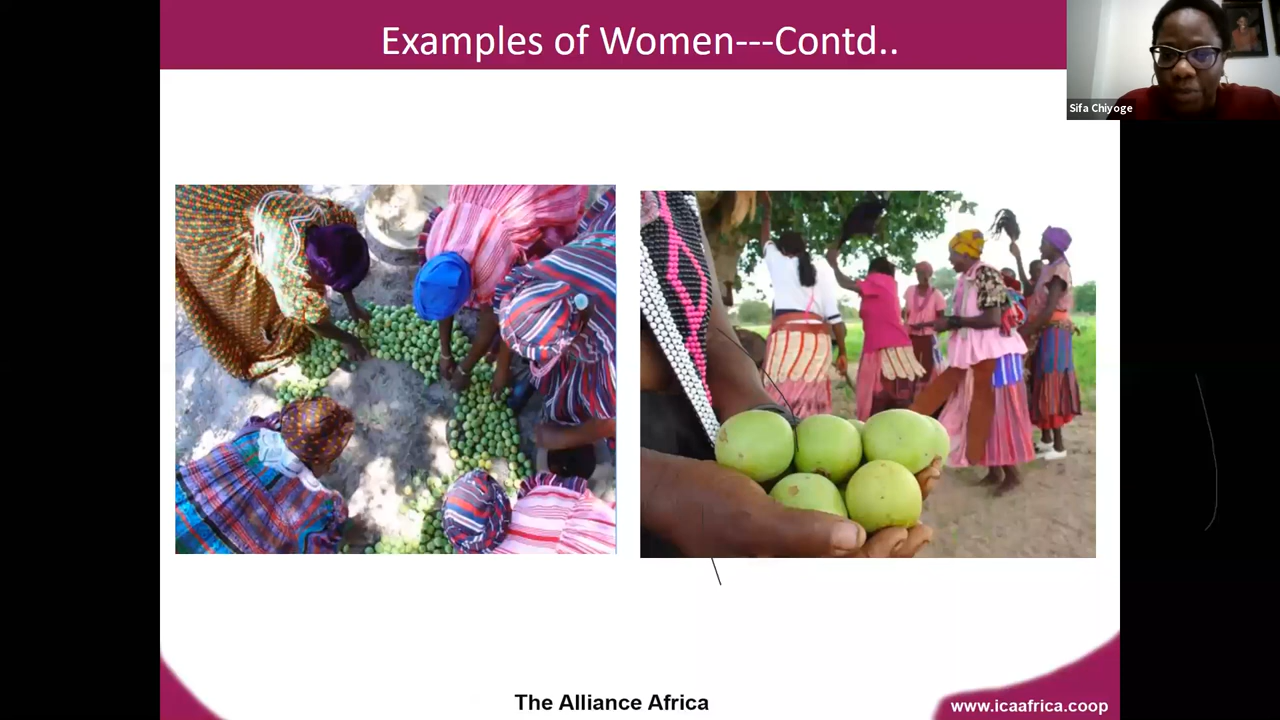 Examples of Women---Contd..
Sifa Chiyoge
The Alliance Africa
www.icaafrica.coop